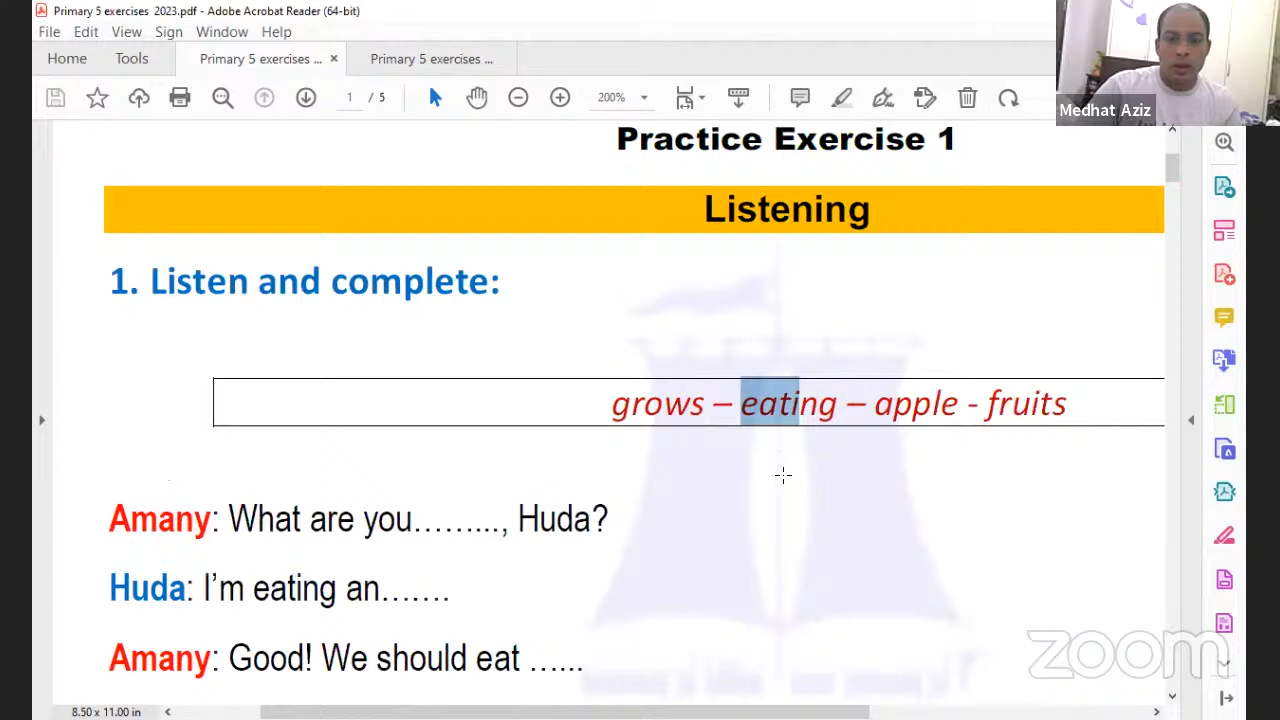 Primary 5 exercises 2023.pdf - Adobe Acrobat Reader (64-bit)
File Edit View Sign Window Help
Home Tools Primary 5 exercises ... × Primary 5 exercises ...
1 / 5 200%
Medhat Aziz
Practice Exercise 1
Listening
1. Listen and complete:
grows – eating – apple - fruits
Amany: What are you……..., Huda?
Huda: I’m eating an…….
Amany: Good! We should eat …...
zoom
8.50 x 11.00 in